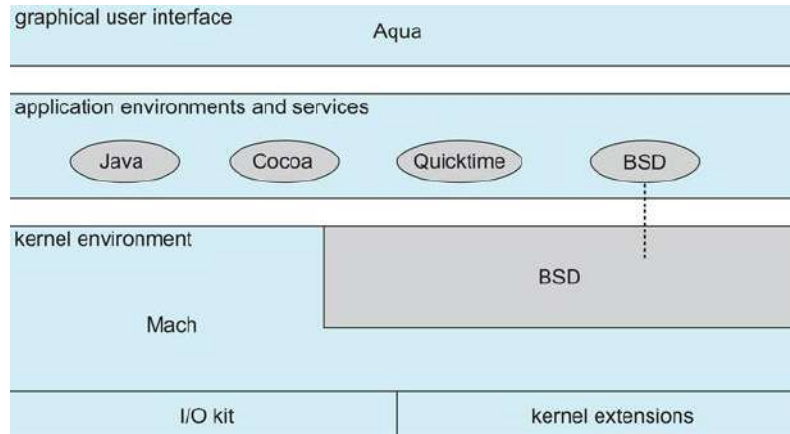 graphical user interface
Aqua
application environments and services
Java
Cocoa
Quicktime
BSD
kernel environment
BSD
Mach
I/O kit
kernel extensions